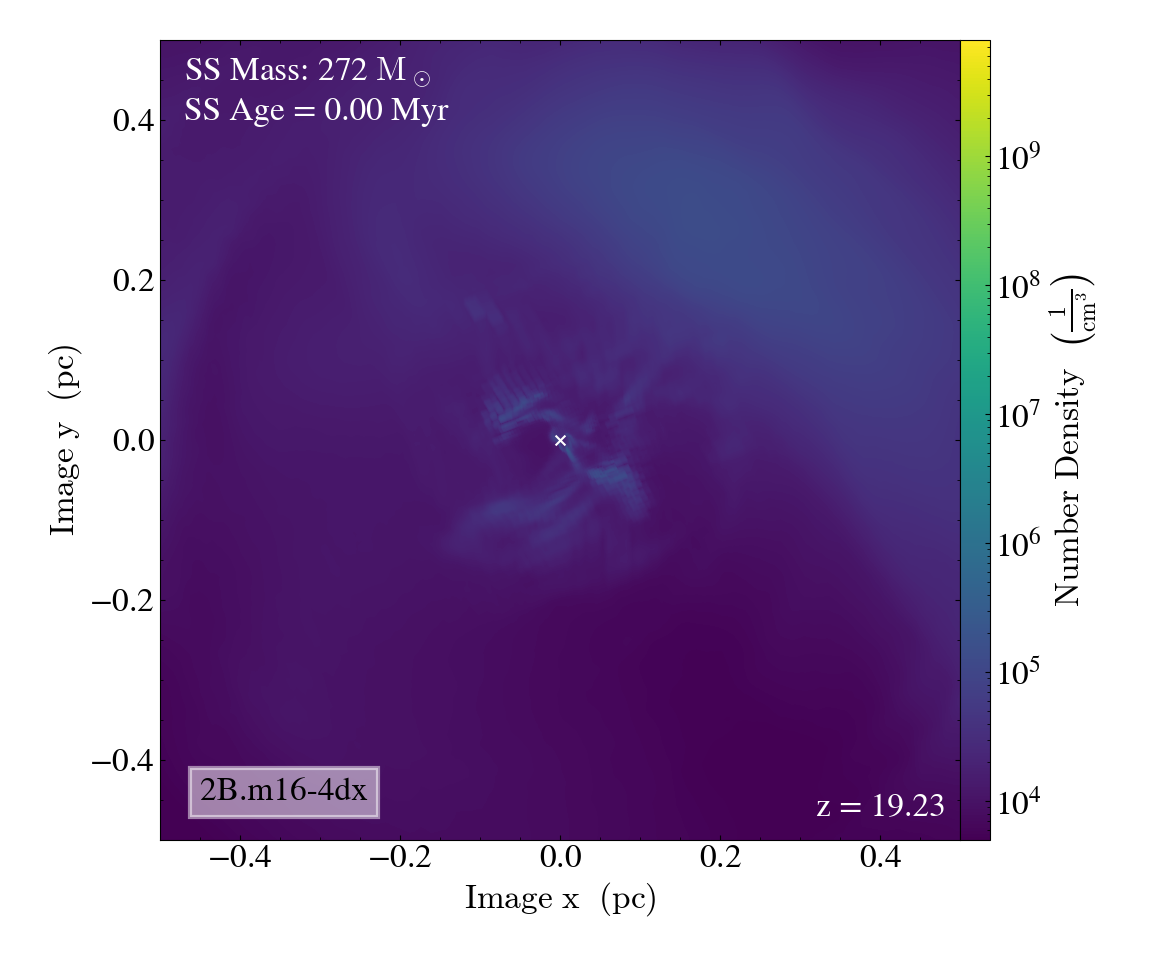 SS Mass: 272 M⊙
SS Age = 0.00 Myr
2B.m16-4dx
z = 19.23
0.4
0.2
0.0
−0.2
−0.4
Image y (pc)
−0.4
−0.2
0.0
0.2
0.4
Image x (pc)
10⁹
10⁸
10⁷
10⁶
10⁵
10⁴
Number Density (1/cm³)